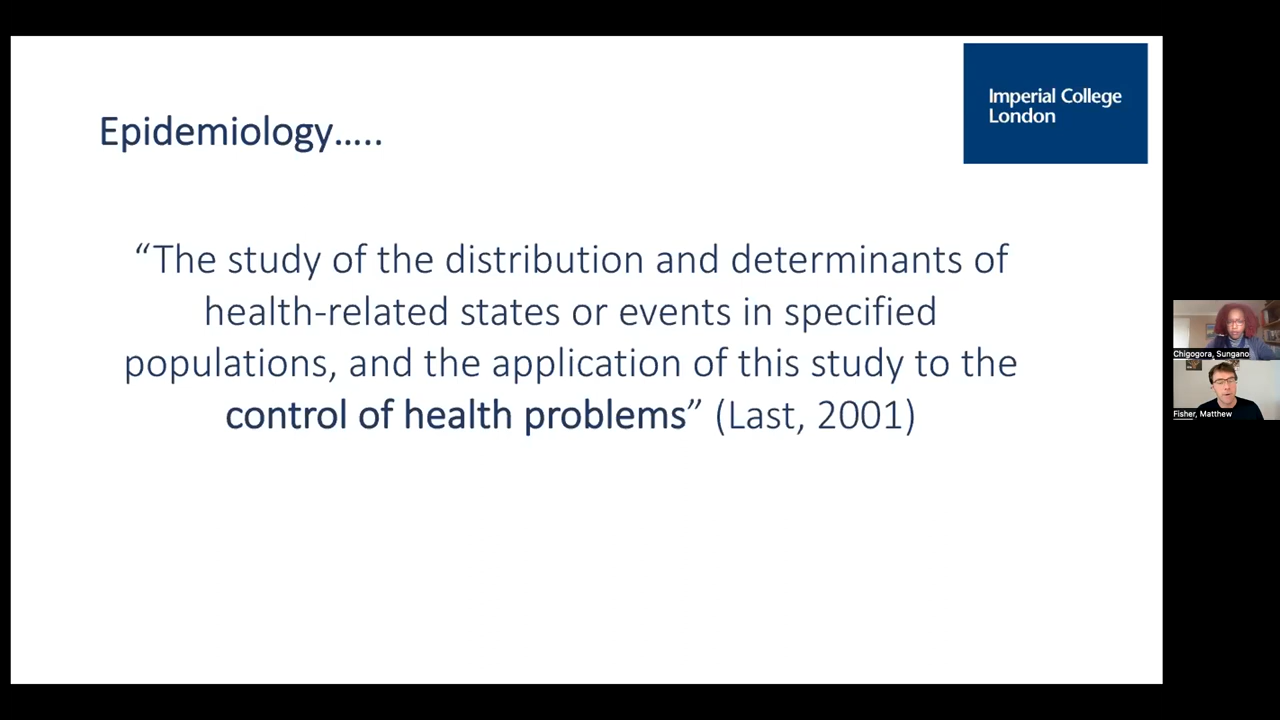 Imperial College
London
Epidemiology.....
“The study of the distribution and determinants of
health-related states or events in specified
populations, and the application of this study to the
control of health problems” (Last, 2001)
Chigogora, Sungano
Fisher, Matthew